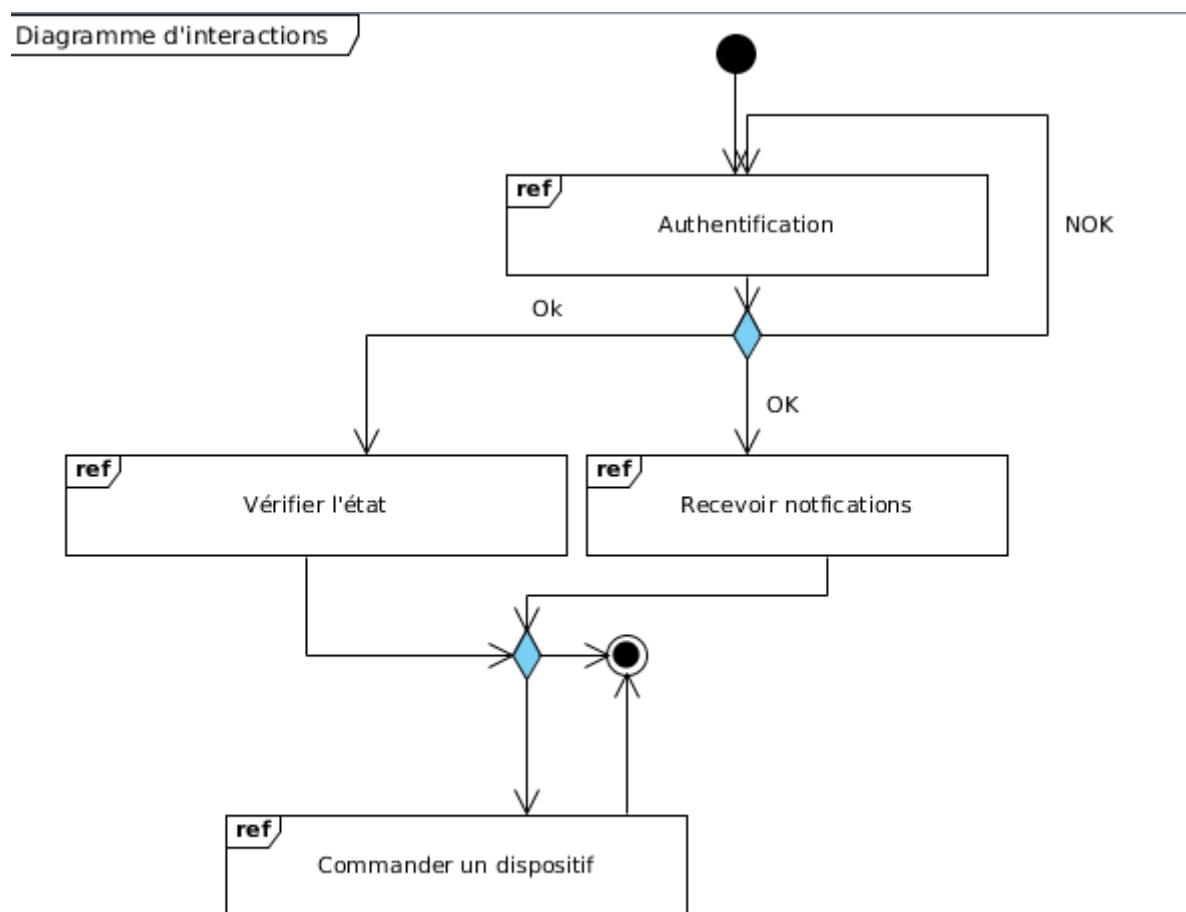 Diagramme d'interactions
ref
Authentification
NOK
Ok
OK
ref
Vérifier l'état
ref
Recevoir notfications
ref
Commander un dispositif